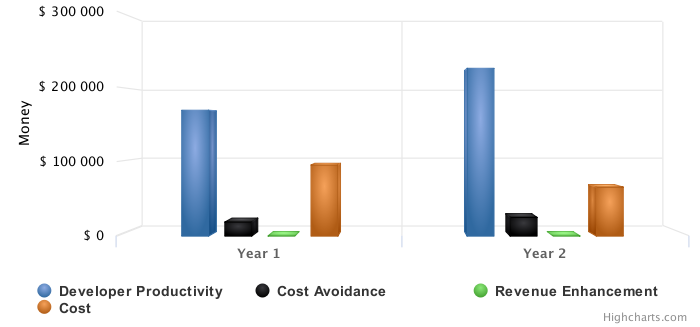 $ 300 000
$ 200 000
$ 100 000
$ 0
Money
Year 1
Year 2
Developer Productivity
Cost Avoidance
Revenue Enhancement
Cost
Highcharts.com